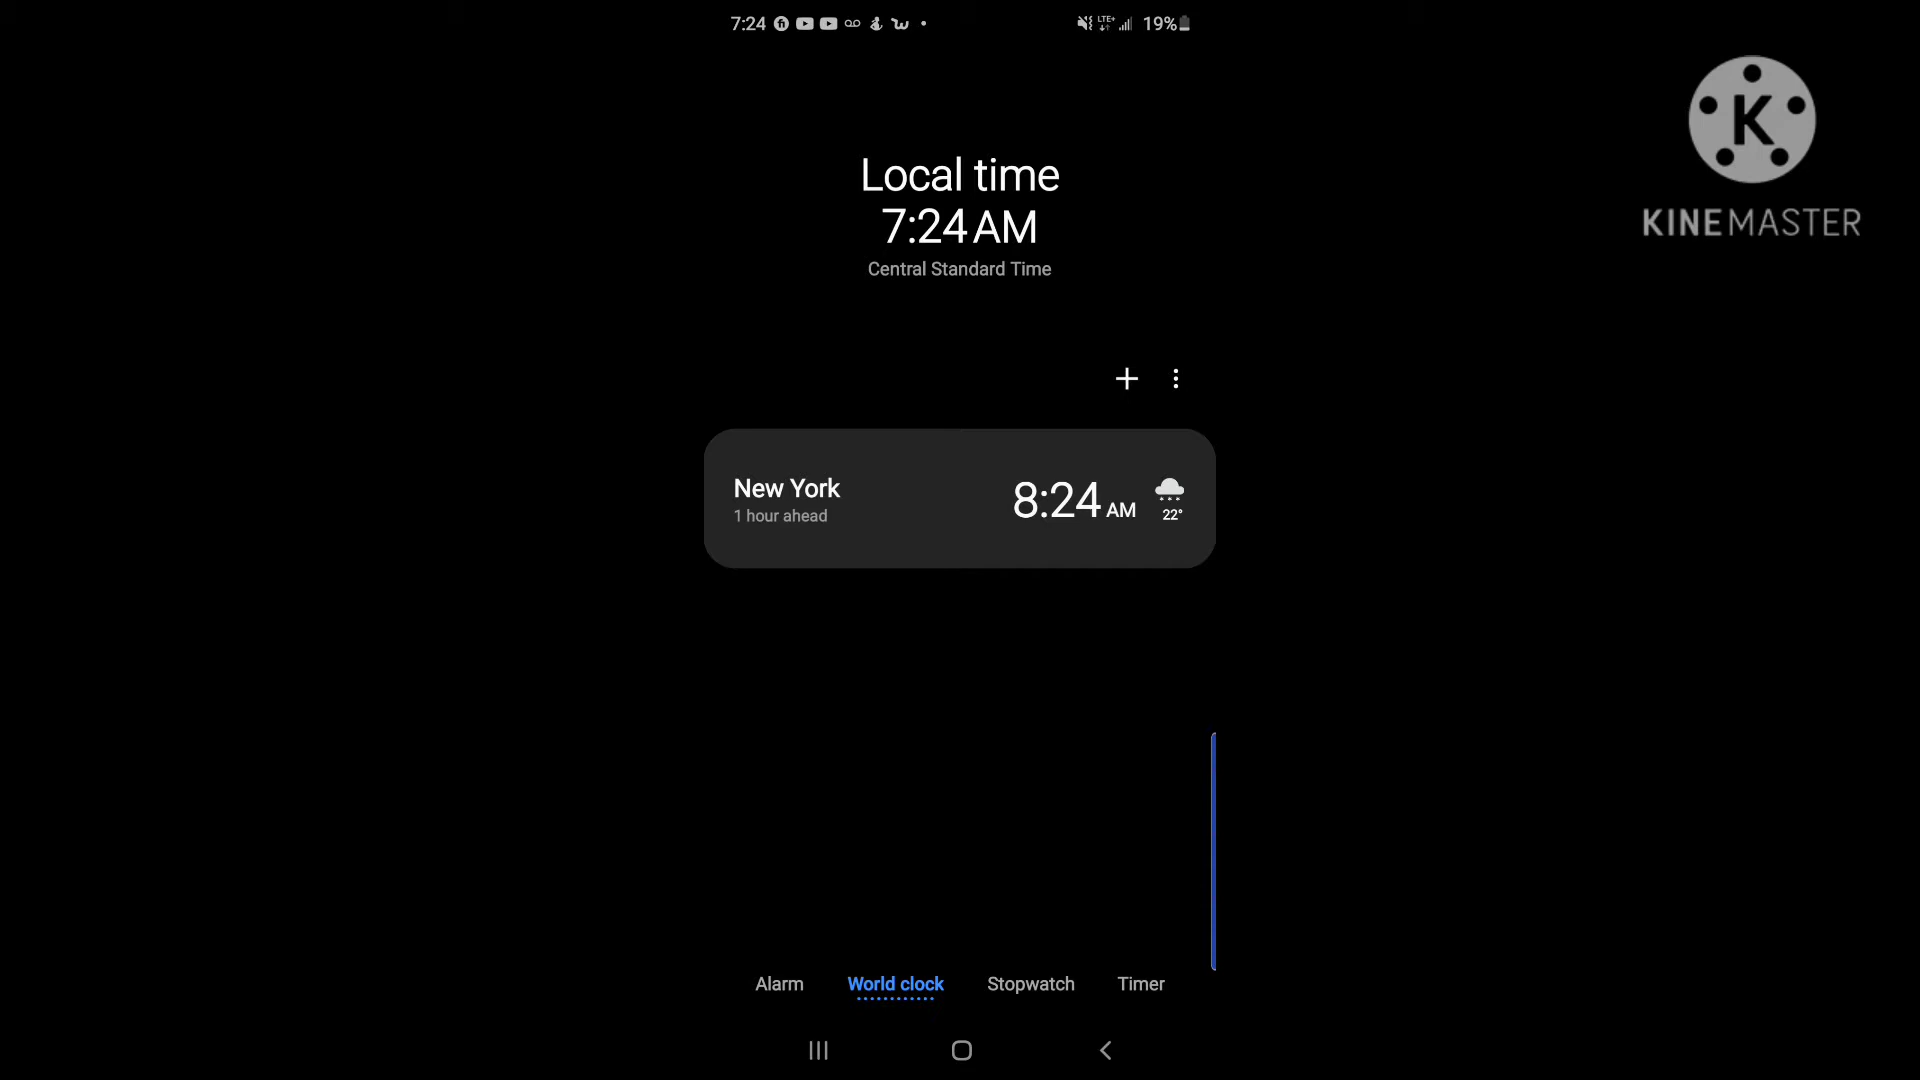 7:24
LTE+
19%
KINEMASTER
Local time
7:24 AM
Central Standard Time
New York
1 hour ahead
8:24 AM
22°
Alarm World clock Stopwatch Timer